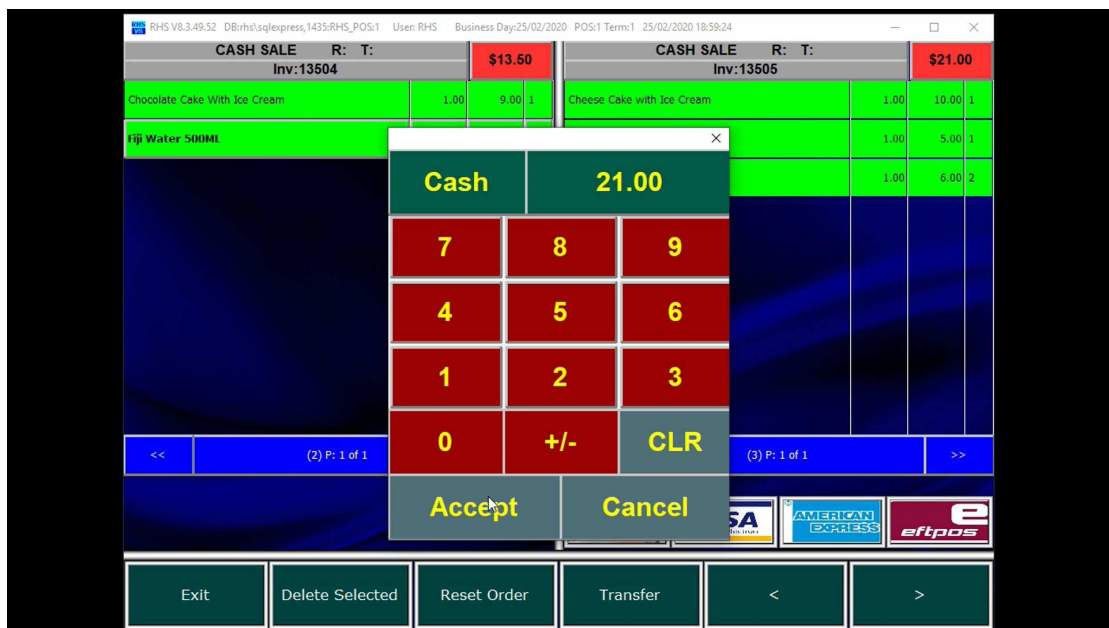 RHS V8.3.49.52 DB:rhs\sqlexpress,1435:RHS_POS:1 User: RHS Business Day:25/02/2020 POS:1 Term:1 25/02/2020 18:59:24
CASH SALE R: T:
Inv:13504
$13.50
CASH SALE R: T:
Inv:13505
$21.00
Chocolate Cake With Ice Cream 1.00 9.00 1
Cheese Cake with Ice Cream 1.00 10.00 1
Fiji Water 500ML
1.00 5.00 1
1.00 6.00 2
Cash 21.00
7 8 9
4 5 6
1 2 3
0 +/- CLR
Accept Cancel
<< (2) P: 1 of 1
(3) P: 1 of 1 >>
SA
AMERICAN
EXPRESS
eftpos
Exit Delete Selected Reset Order Transfer < >